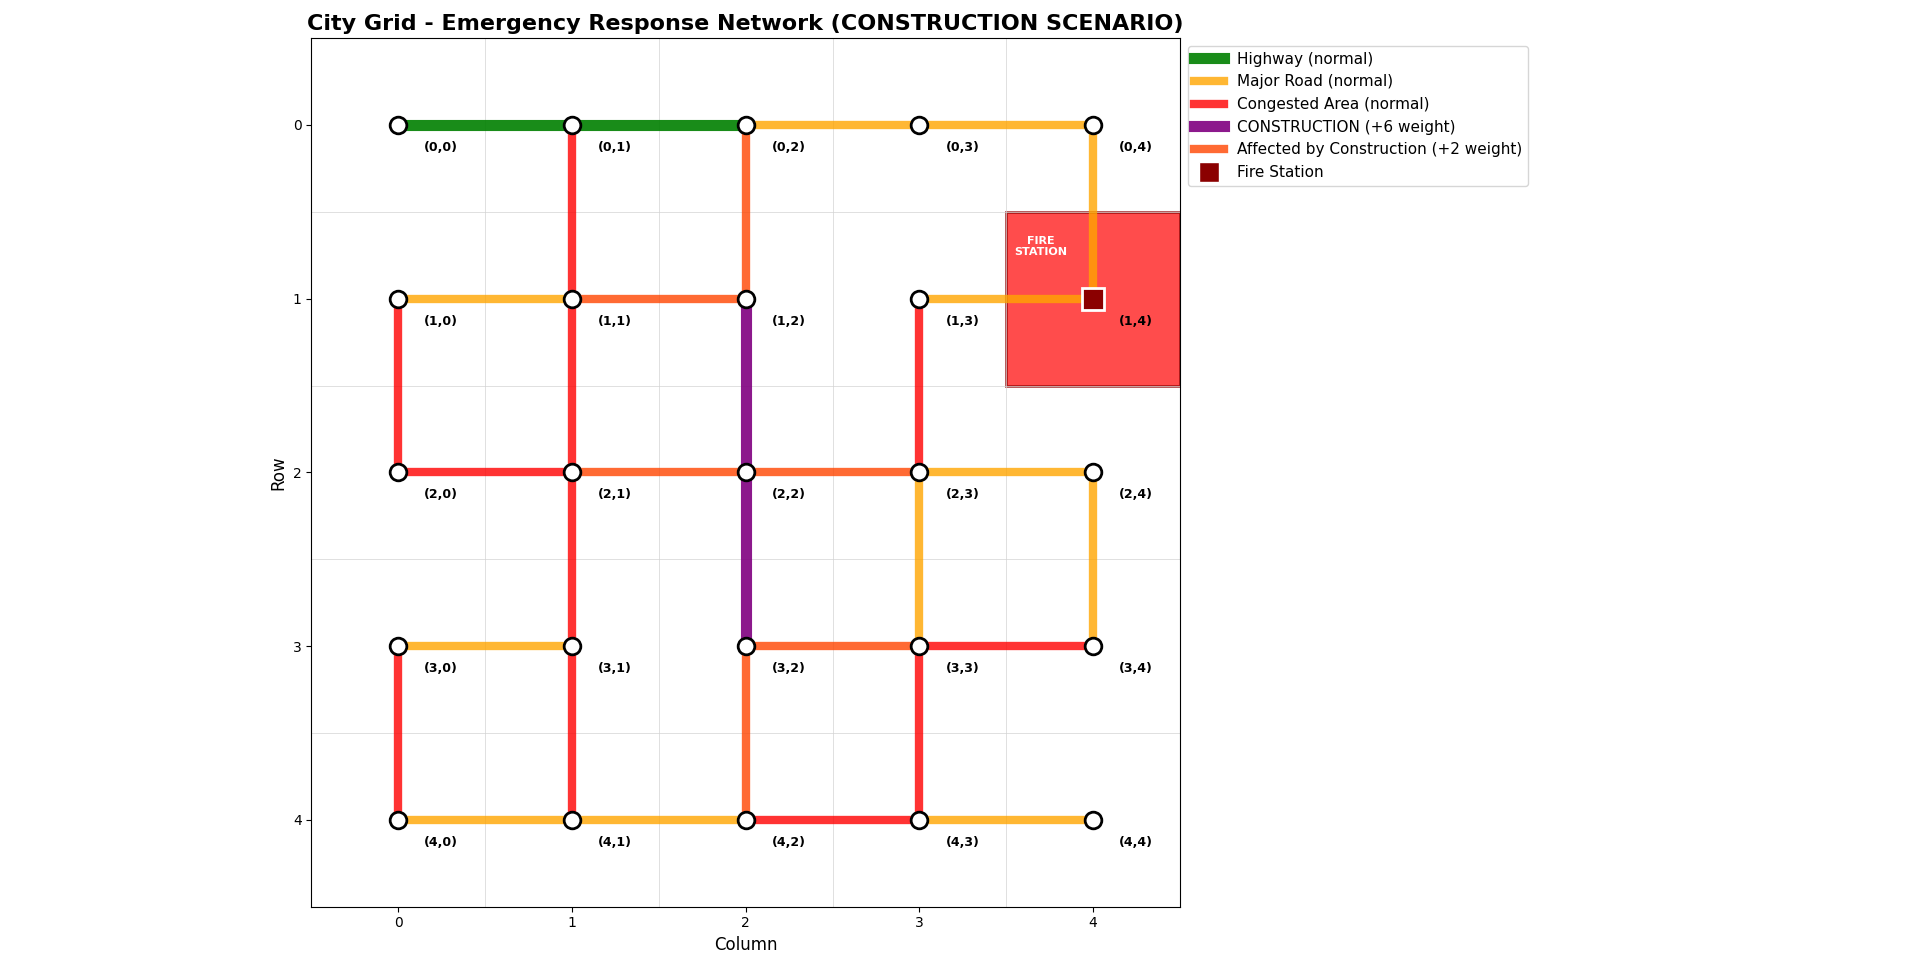 City Grid - Emergency Response Network (CONSTRUCTION SCENARIO)
Highway (normal)
Major Road (normal)
Congested Area (normal)
CONSTRUCTION (+6 weight)
Affected by Construction (+2 weight)
Fire Station
0
(0,0) (0,1) (0,2) (0,3) (0,4)
FIRE
STATION
1
(1,0) (1,1) (1,2) (1,3) (1,4)
Row
2
(2,0) (2,1) (2,2) (2,3) (2,4)
3
(3,0) (3,1) (3,2) (3,3) (3,4)
4
(4,0) (4,1) (4,2) (4,3) (4,4)
0 1 2 3 4
Column